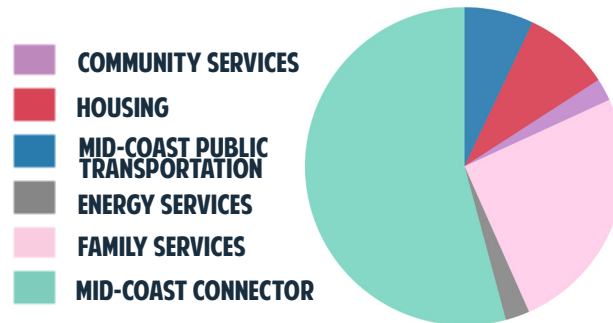 COMMUNITY SERVICES
HOUSING
MID-COAST PUBLIC
TRANSPORTATION
ENERGY SERVICES
FAMILY SERVICES
MID-COAST CONNECTOR